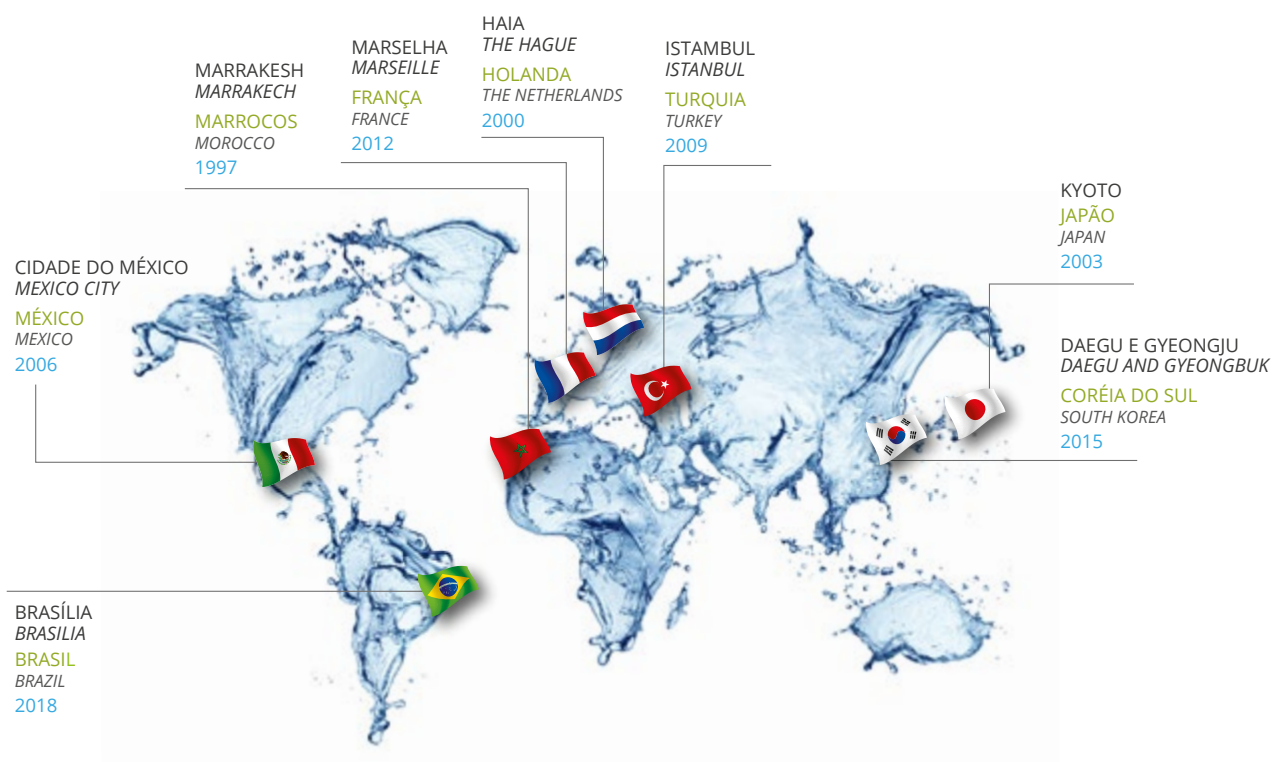 HAIA
THE HAGUE
HOLANDA
THE NETHERLANDS
2000
MARSELHA
MARSEILLE
FRANÇA
FRANCE
2012
ISTAMBUL
ISTANBUL
TURQUIA
TURKEY
2009
MARRAKESH
MARRAKECH
MARROCOS
MOROCCO
1997
KYOTO
JAPÃO
JAPAN
2003
CIDADE DO MÉXICO
MEXICO CITY
MÉXICO
MEXICO
2006
DAEGU E GYEONGJU
DAEGU AND GYEONGBUK
CORÉIA DO SUL
SOUTH KOREA
2015
BRASÍLIA
BRASILIA
BRASIL
BRAZIL
2018